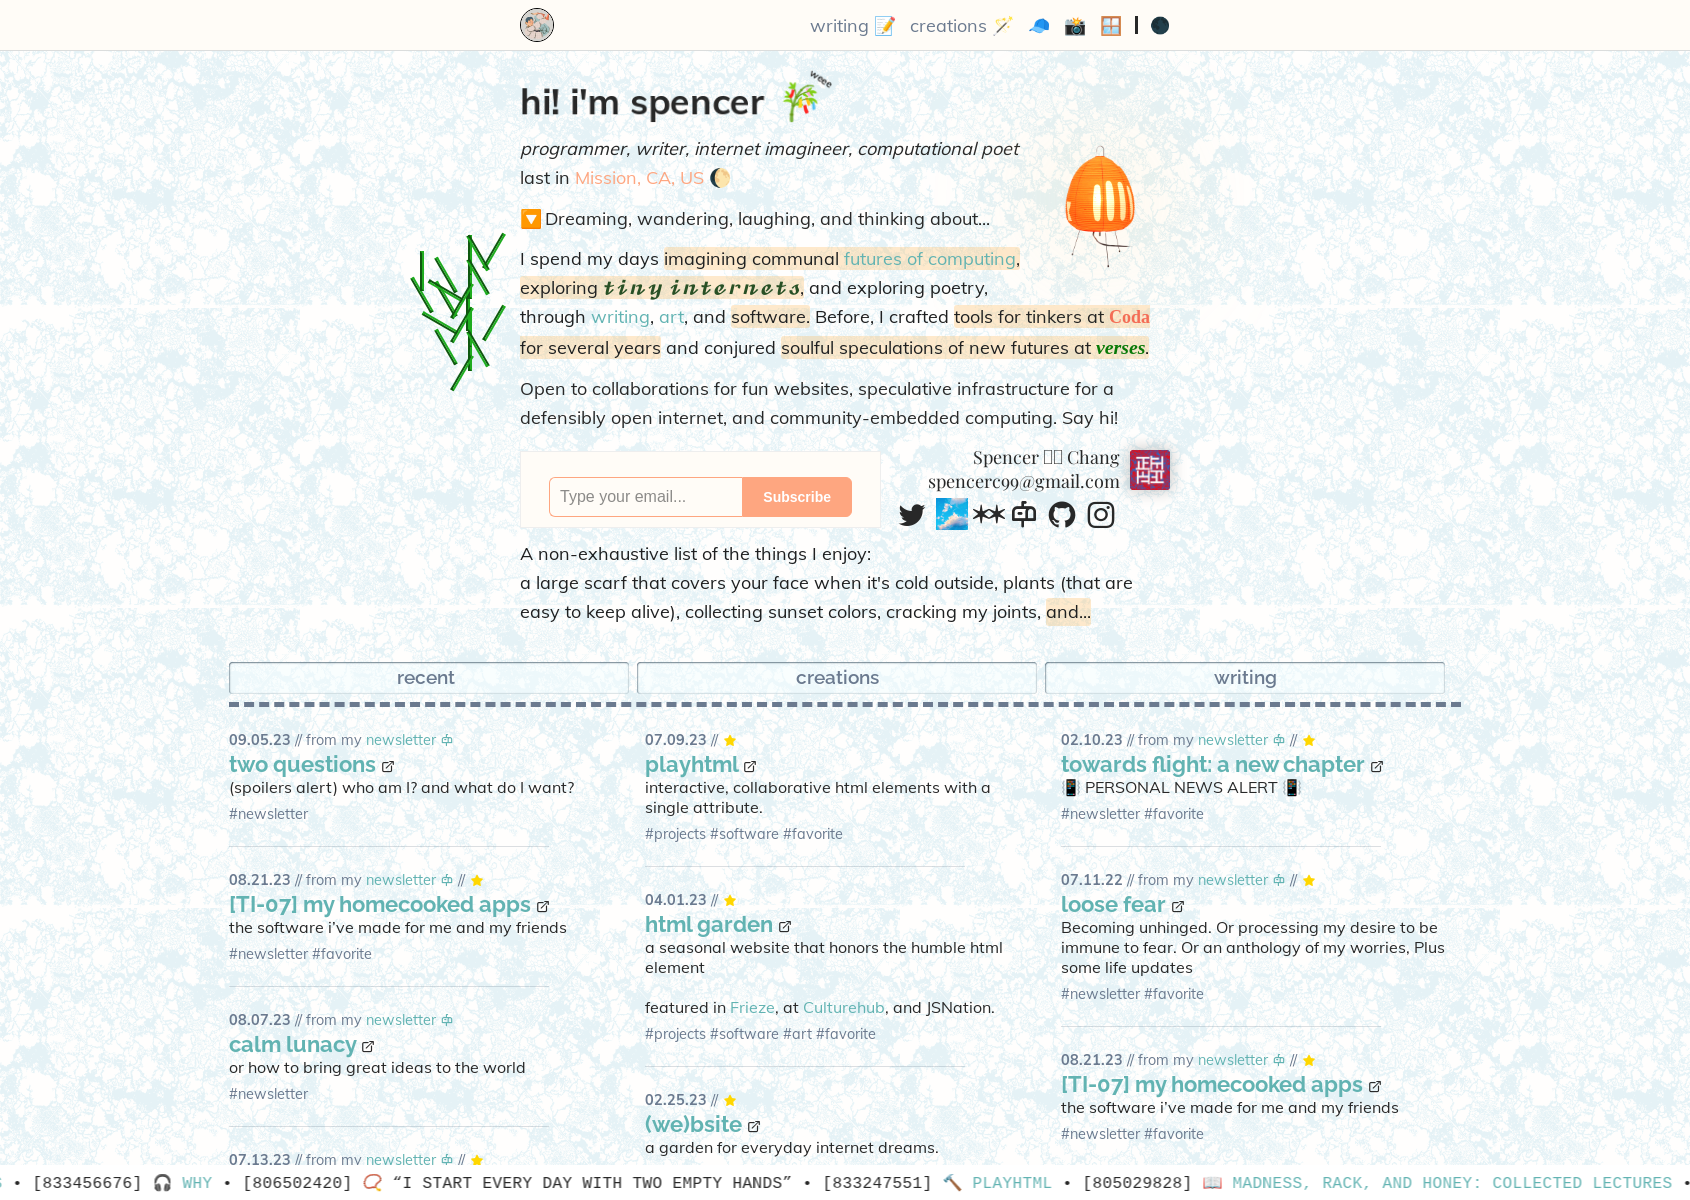 writing 📝 creations 🪄 🧢 📸 🪟 | 🌑
hi! i'm spencer 🎋
weee
programmer, writer, internet imagineer, computational poet
last in Mission, CA, US 🌔
🔽 Dreaming, wandering, laughing, and thinking about...
I spend my days imagining communal futures of computing,
exploring tiny internets, and exploring poetry,
through writing, art, and software. Before, I crafted tools for tinkers at Coda
for several years and conjured soulful speculations of new futures at verses.
Open to collaborations for fun websites, speculative infrastructure for a
defensibly open internet, and community-embedded computing. Say hi!
Type your email...
Subscribe
Spencer Chang
spencerc99@gmail.com
A non-exhaustive list of the things I enjoy:
a large scarf that covers your face when it's cold outside, plants (that are
easy to keep alive), collecting sunset colors, cracking my joints, and...
recent
09.05.23 // from my newsletter
two questions
(spoilers alert) who am I? and what do I want?
#newsletter
08.21.23 // from my newsletter // ⭐
[TI-07] my homecooked apps
the software i've made for me and my friends
#newsletter #favorite
08.07.23 // from my newsletter
calm lunacy
or how to bring great ideas to the world
#newsletter
07.13.23 // from my newsletter // ⭐
creations
07.09.23 // ⭐
playhtml
interactive, collaborative html elements with a
single attribute.
#projects #software #favorite
04.01.23 // ⭐
html garden
a seasonal website that honors the humble html
element
featured in Frieze, at Culturehub, and JSNation.
#projects #software #art #favorite
02.25.23 // ⭐
(we)bsite
a garden for everyday internet dreams.
writing
02.10.23 // from my newsletter // ⭐
towards flight: a new chapter
📳 PERSONAL NEWS ALERT 📳
#newsletter #favorite
07.11.22 // from my newsletter // ⭐
loose fear
Becoming unhinged. Or processing my desire to be
immune to fear. Or an anthology of my worries, Plus
some life updates
#newsletter #favorite
08.21.23 // from my newsletter // ⭐
[TI-07] my homecooked apps
the software i've made for me and my friends
#newsletter #favorite
• [833456676] 🎧 WHY • [806502420] 📿 “I START EVERY DAY WITH TWO EMPTY HANDS” • [833247551] 🔨 PLAYHTML • [805029828] 📖 MADNESS, RACK, AND HONEY: COLLECTED LECTURES •